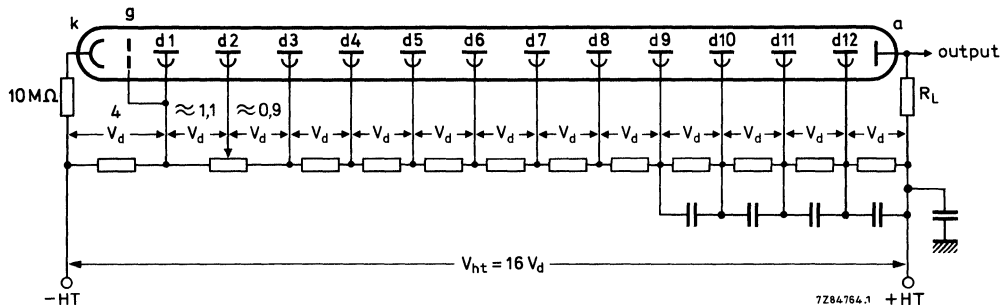 k g d1 d2 d3 d4 d5 d6 d7 d8 d9 d10 d11 d12 a
output
10 MΩ
R_L
4 ≈1,1 ≈0,9
V_d V_d V_d V_d V_d V_d V_d V_d V_d V_d V_d V_d V_d
V_ht = 16 V_d
−HT 7Z84764.1 +HT